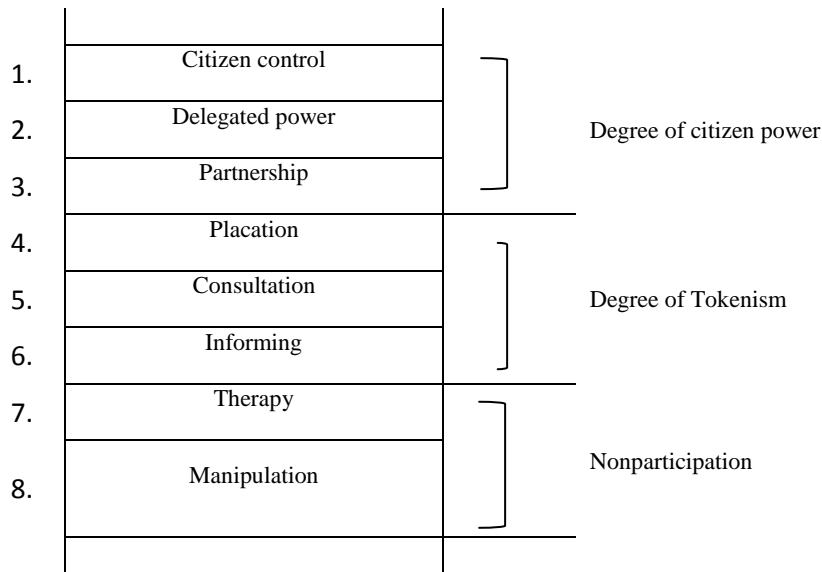 1. Citizen control
2. Delegated power
3. Partnership
Degree of citizen power
4. Placation
5. Consultation
6. Informing
Degree of Tokenism
7. Therapy
8. Manipulation
Nonparticipation